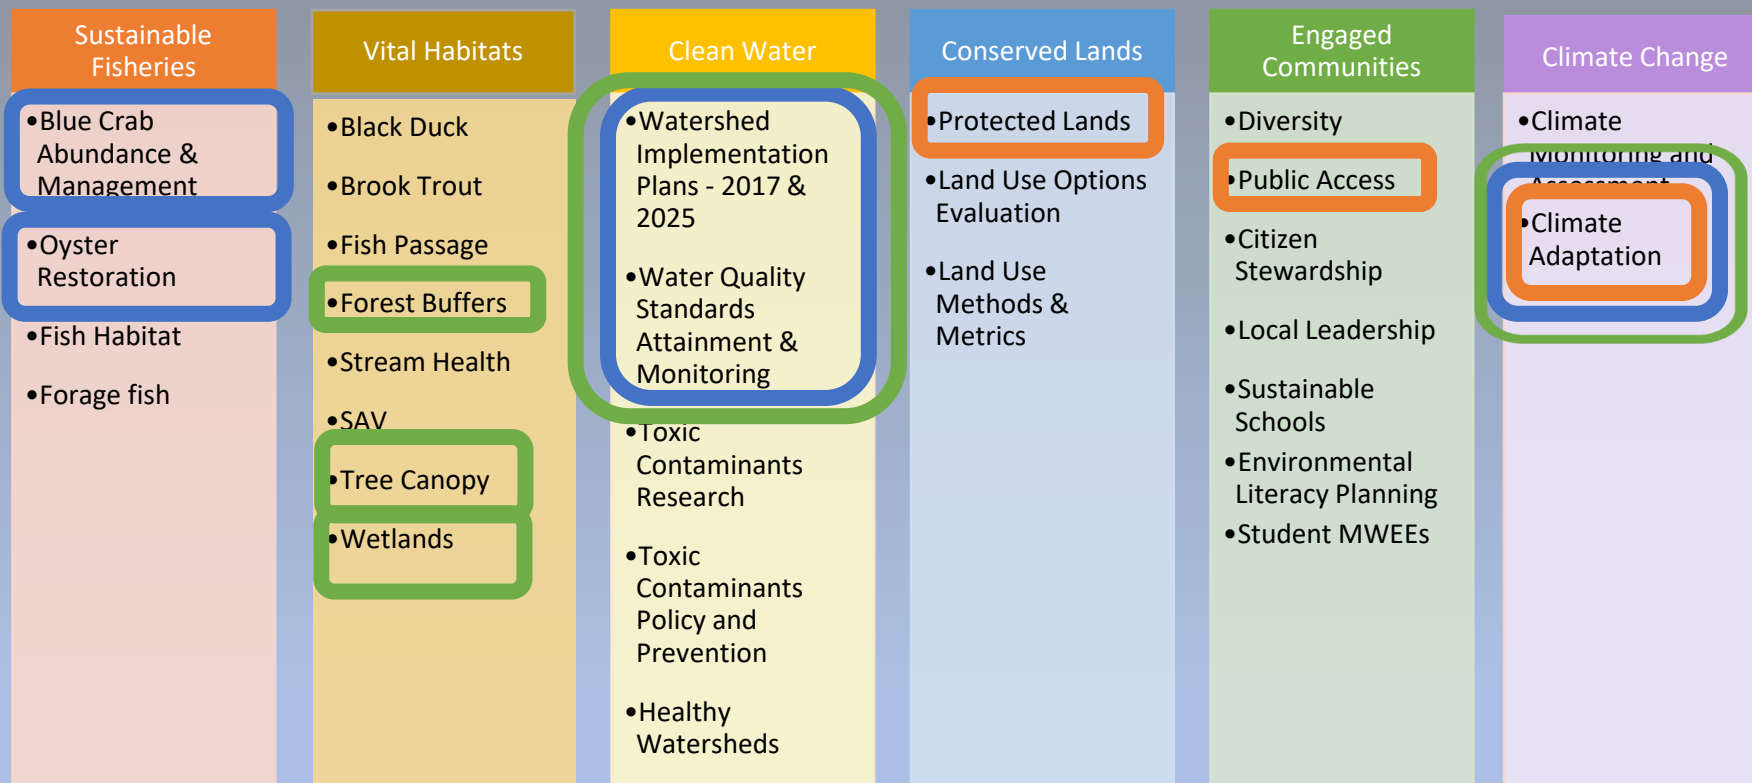 Sustainable
Fisheries
•Blue Crab
Abundance &
Management
•Oyster
Restoration
•Fish Habitat
•Forage fish
Vital Habitats
•Black Duck
•Brook Trout
•Fish Passage
•Forest Buffers
•Stream Health
•SAV
•Tree Canopy
•Wetlands
Clean Water
•Watershed
Implementation
Plans - 2017 &
2025
•Water Quality
Standards
Attainment &
Monitoring
•Toxic
Contaminants
Research
•Toxic
Contaminants
Policy and
Prevention
•Healthy
Watersheds
Conserved Lands
•Protected Lands
•Land Use Options
Evaluation
•Land Use
Methods &
Metrics
Engaged
Communities
•Diversity
•Public Access
•Citizen
Stewardship
•Local Leadership
•Sustainable
Schools
•Environmental
Literacy Planning
•Student MWEEs
Climate Change
•Climate
Monitoring and
Assessment
•Climate
Adaptation